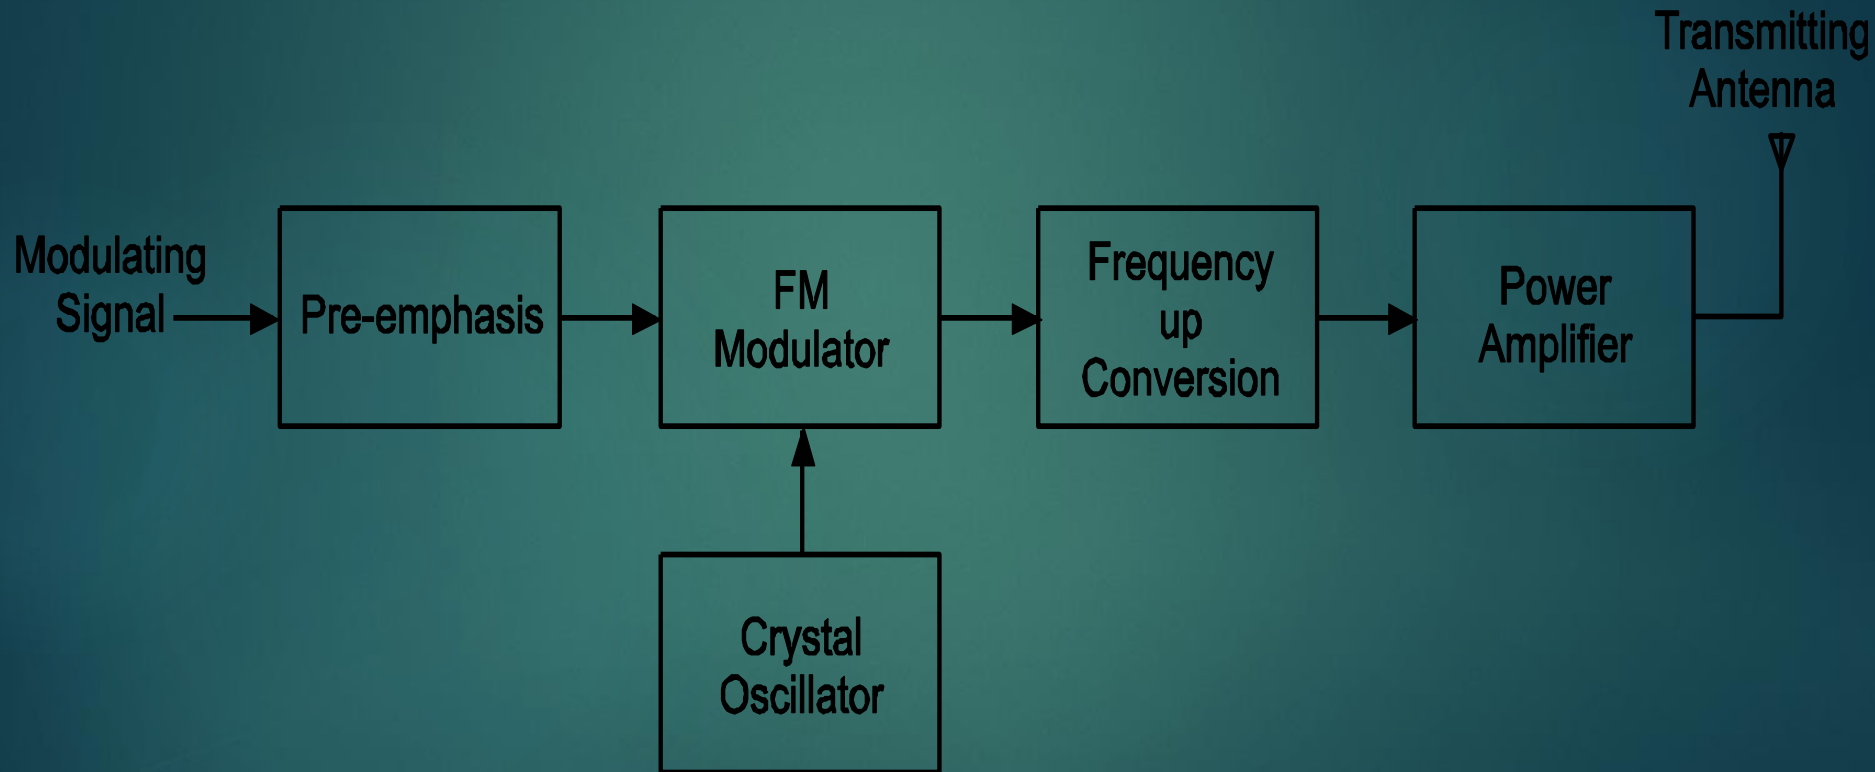 Transmitting
Antenna
Modulating
Signal
Pre-emphasis
FM
Modulator
Frequency
up
Conversion
Power
Amplifier
Crystal
Oscillator